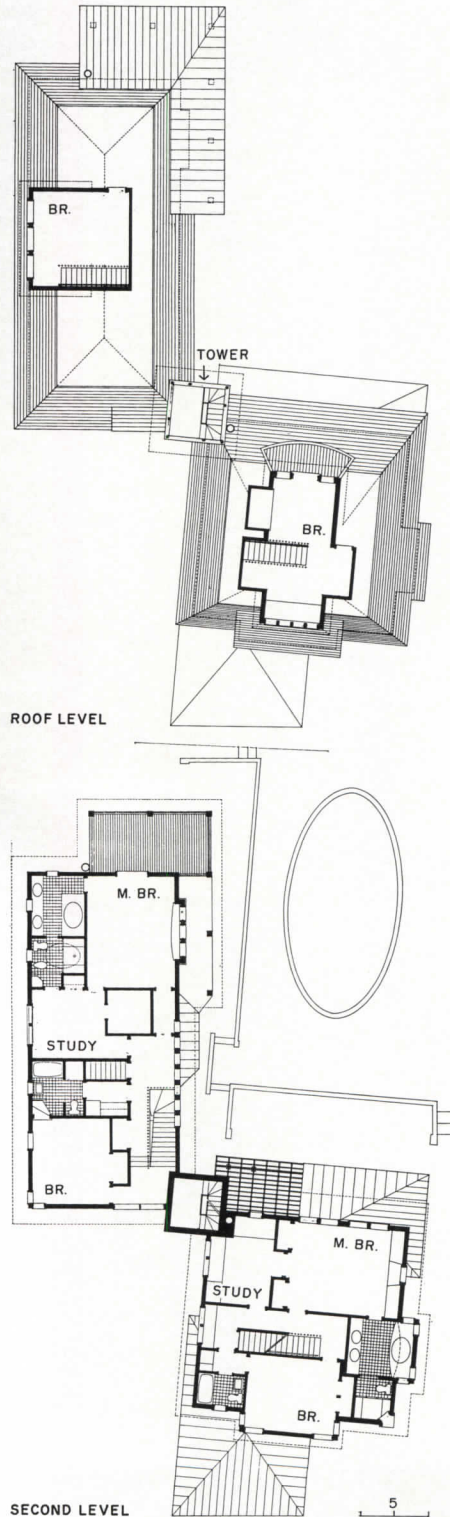 BR.
TOWER
BR.
ROOF LEVEL
M. BR.
STUDY
BR.
M. BR.
STUDY
BR.
SECOND LEVEL
5